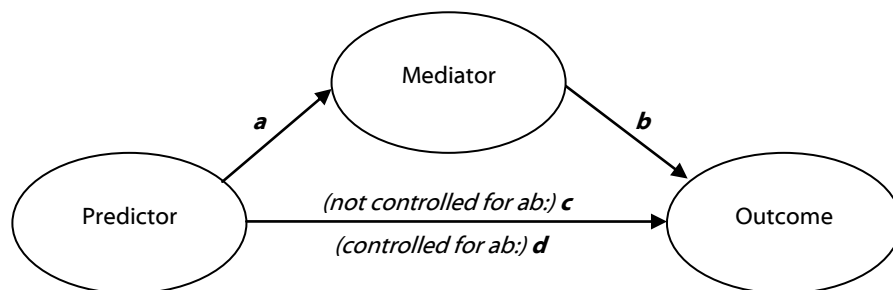 Mediator
a
b
(not controlled for ab:) c
Predictor
Outcome
(controlled for ab:) d